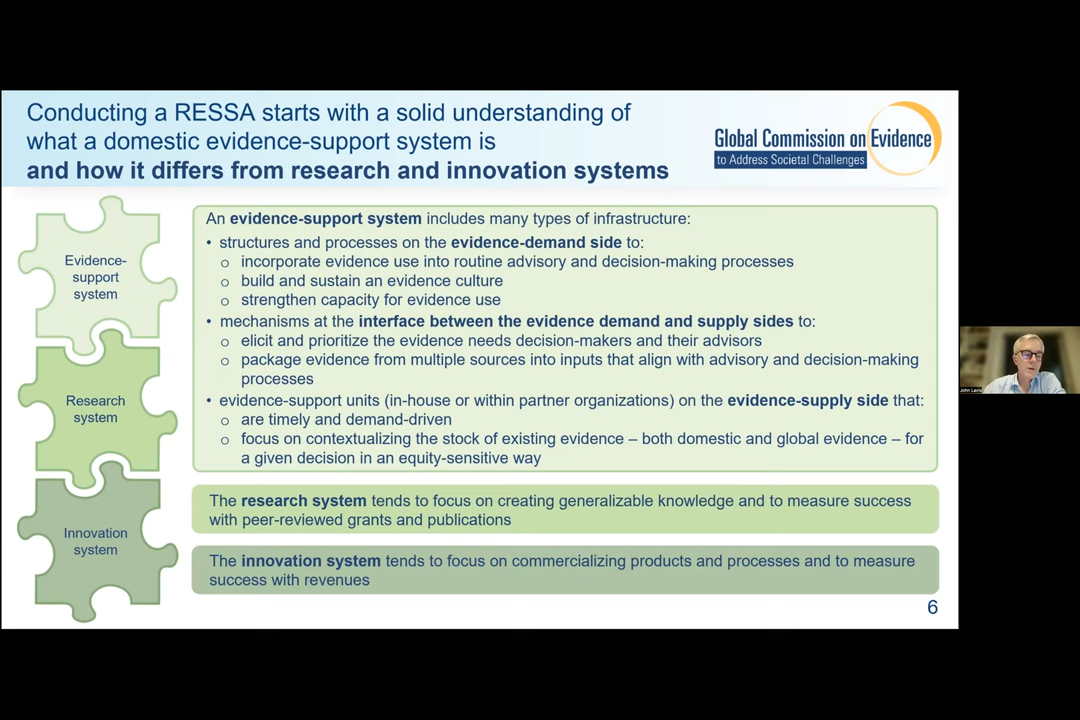 Conducting a RESSA starts with a solid understanding of
what a domestic evidence-support system is
and how it differs from research and innovation systems
Global Commission on Evidence
to Address Societal Challenges
Evidence-
support
system
An evidence-support system includes many types of infrastructure:
• structures and processes on the evidence-demand side to:
o incorporate evidence use into routine advisory and decision-making processes
o build and sustain an evidence culture
o strengthen capacity for evidence use
• mechanisms at the interface between the evidence demand and supply sides to:
o elicit and prioritize the evidence needs decision-makers and their advisors
o package evidence from multiple sources into inputs that align with advisory and decision-making
processes
• evidence-support units (in-house or within partner organizations) on the evidence-supply side that:
o are timely and demand-driven
o focus on contextualizing the stock of existing evidence – both domestic and global evidence – for
a given decision in an equity-sensitive way
Research
system
The research system tends to focus on creating generalizable knowledge and to measure success
with peer-reviewed grants and publications
Innovation
system
The innovation system tends to focus on commercializing products and processes and to measure
success with revenues
6
John Lavis